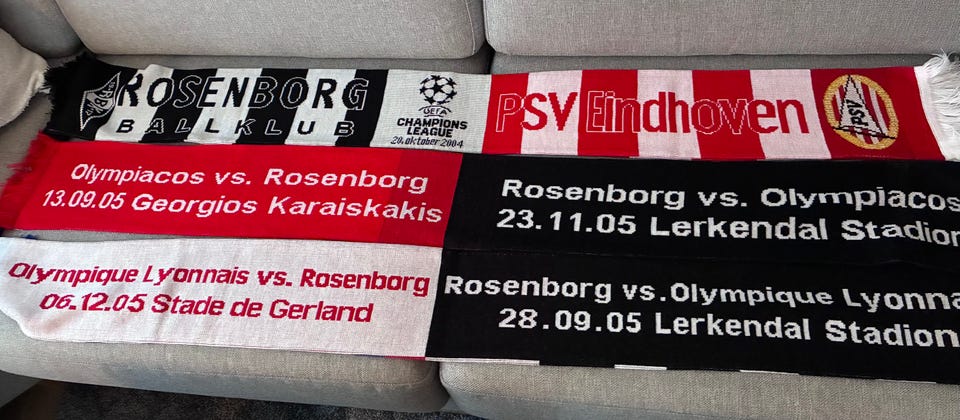 ROSENBORG
BALLKLUB
UEFA
CHAMPIONS
LEAGUE
20. oktober 2004
PSV Eindhoven
PSV
Olympiacos vs. Rosenborg
13.09.05 Georgios Karaiskakis
Rosenborg vs. Olympiacos
23.11.05 Lerkendal Stadion
Olympique Lyonnais vs. Rosenborg
06.12.05 Stade de Gerland
Rosenborg vs.Olympique Lyonna
28.09.05 Lerkendal Stadion